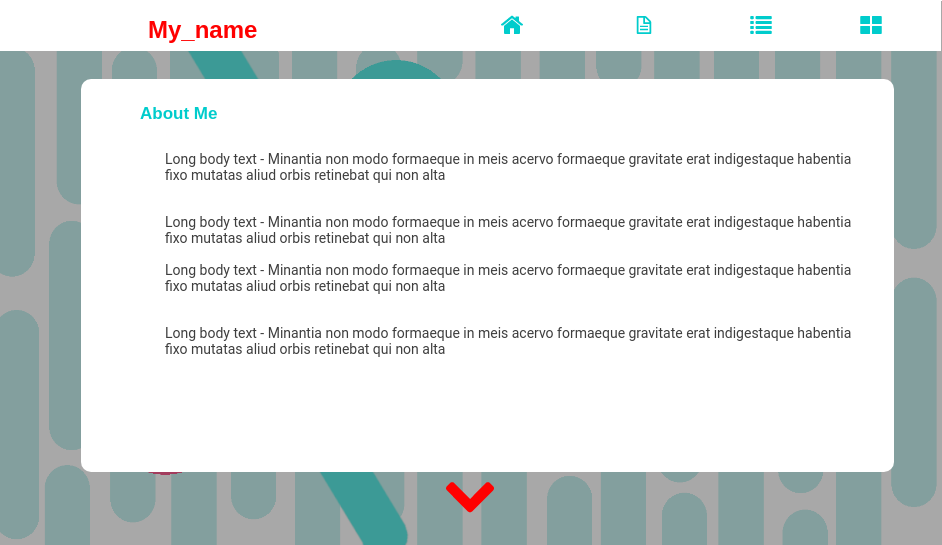 My_name
About Me
Long body text - Minantia non modo formaeque in meis acervo formaeque gravitate erat indigestaque habentia
fixo mutatas aliud orbis retinebat qui non alta
Long body text - Minantia non modo formaeque in meis acervo formaeque gravitate erat indigestaque habentia
fixo mutatas aliud orbis retinebat qui non alta
Long body text - Minantia non modo formaeque in meis acervo formaeque gravitate erat indigestaque habentia
fixo mutatas aliud orbis retinebat qui non alta
Long body text - Minantia non modo formaeque in meis acervo formaeque gravitate erat indigestaque habentia
fixo mutatas aliud orbis retinebat qui non alta